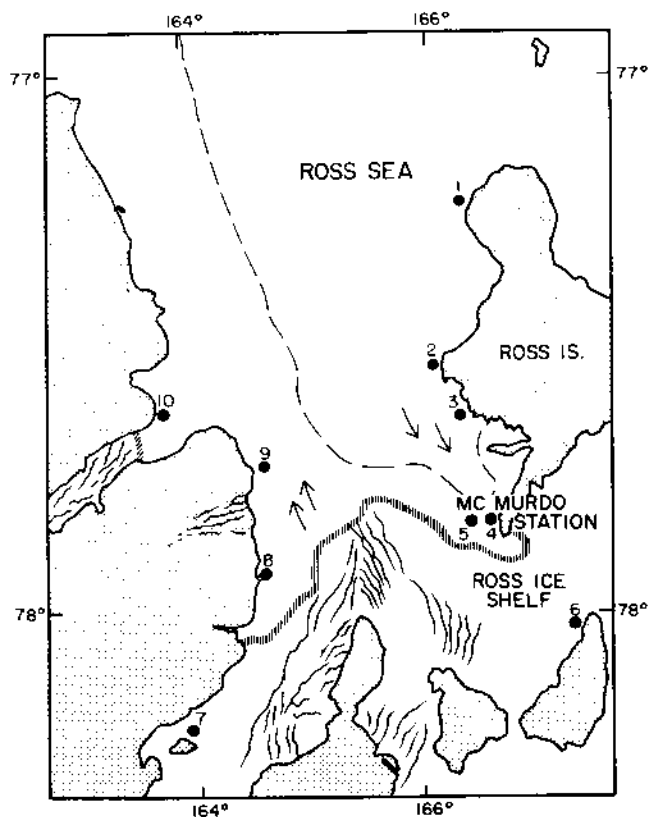 164° 166°
77° 77°
ROSS SEA
1
ROSS IS.
2
3
10
9
MC MURDO
5 4 STATION
8
ROSS ICE
SHELF
78° 78°
6
7
164° 166°